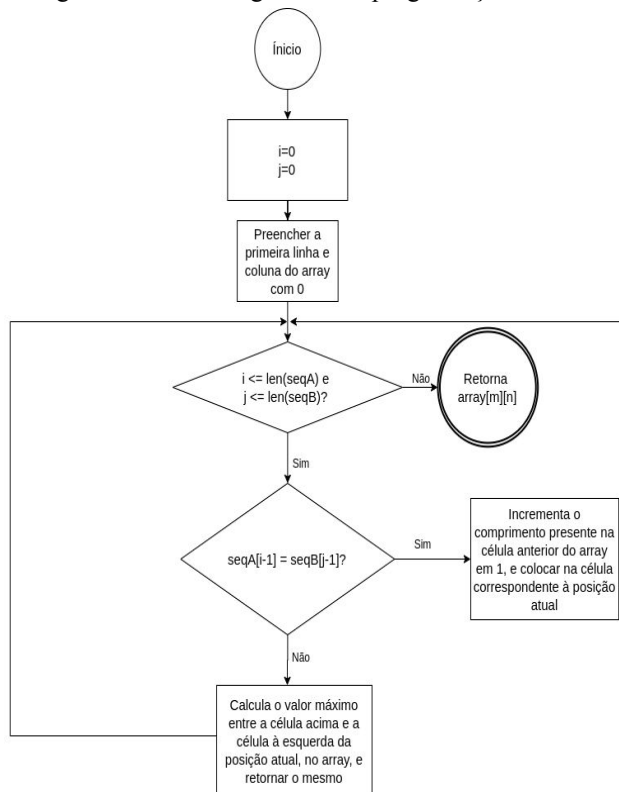 Ínicio
i=0
j=0
Preencher a
primeira linha e
coluna do array
com 0
i <= len(seqA) e
j <= len(seqB)?
Não
Retorna
array[m][n]
Sim
seqA[i-1] = seqB[j-1]?
Sim
Incrementa o
comprimento presente na
célula anterior do array
em 1, e colocar na célula
correspondente à posição
atual
Não
Calcula o valor máximo
entre a célula acima e a
célula à esquerda da
posição atual, no array, e
retornar o mesmo